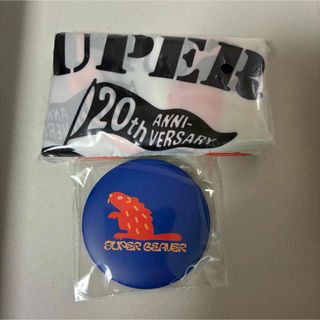 UPER
20th ANNI-
VERSARY
SUPER BEAVER